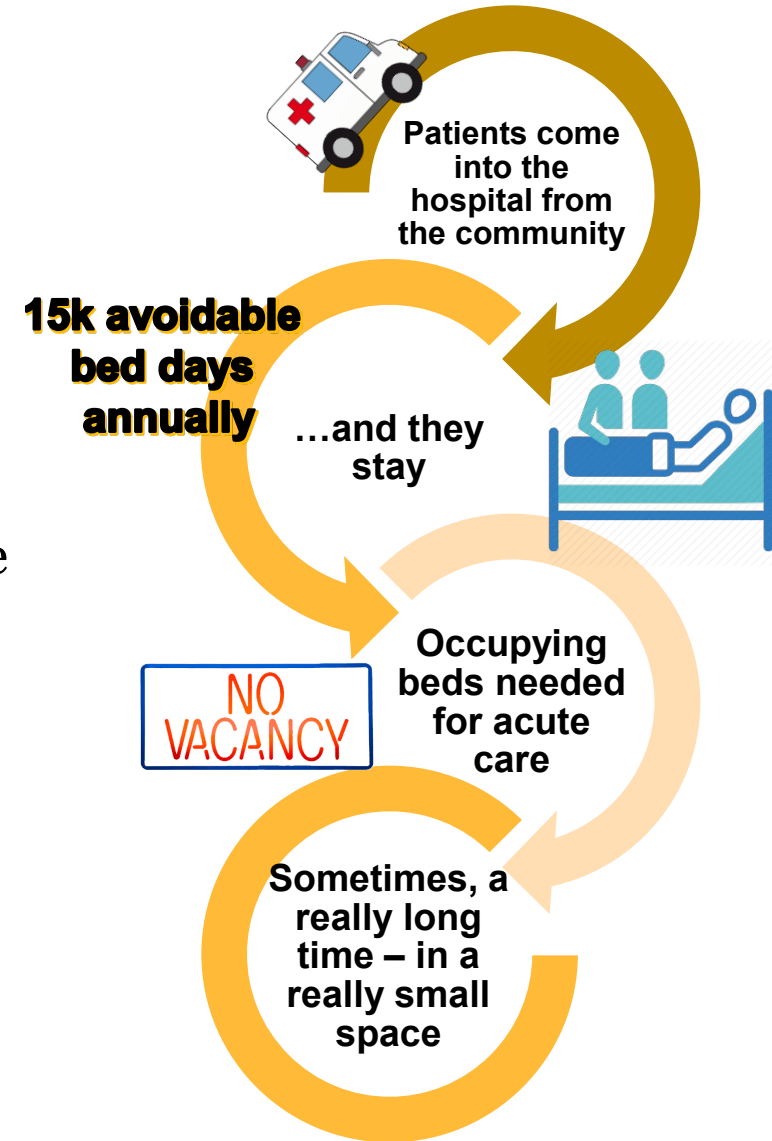 Patients come
into the
hospital from
the community
15k avoidable
bed days
annually
…and they
stay
e
Occupying
beds needed
for acute
care
NO
VACANCY
Sometimes, a
really long
time – in a
really small
space